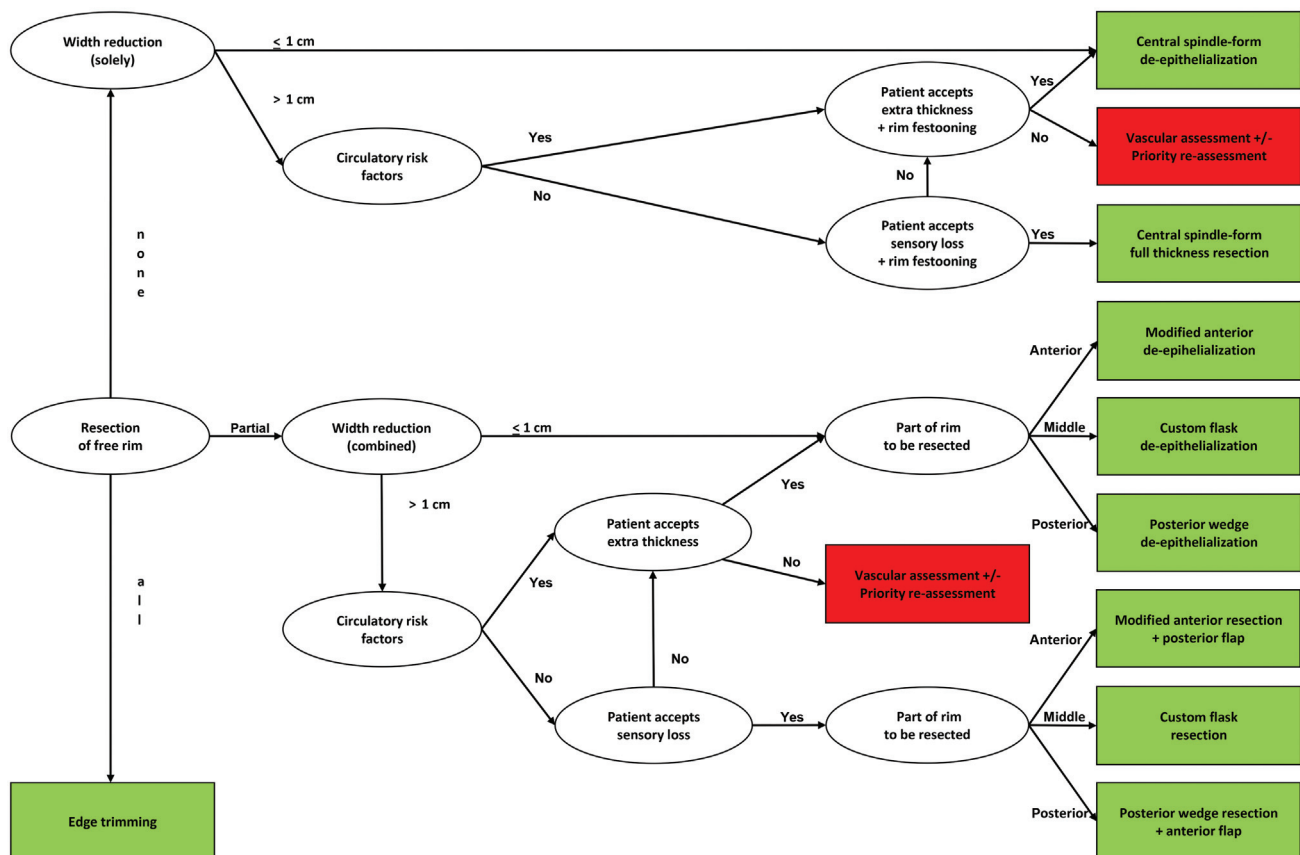 Width reduction
(solely)
≤ 1 cm
Central spindle-form
de-epithelialization
> 1 cm
Patient accepts
extra thickness
+ rim festooning
Yes
No
Vascular assessment +/-
Priority re-assessment
Circulatory risk
factors
Yes
No
No
Patient accepts
sensory loss
+ rim festooning
Yes
Central spindle-form
full thickness resection
n
o
n
e
Resection
of free rim
Partial
Width reduction
(combined)
≤ 1 cm
Part of rim
to be resected
Anterior
Modified anterior
de-epihelialization
Middle
Custom flask
de-epithelialization
Posterior
Posterior wedge
de-epithelialization
> 1 cm
Patient accepts
extra thickness
Yes
No
Vascular assessment +/-
Priority re-assessment
a
l
l
Circulatory risk
factors
Yes
No
No
Patient accepts
sensory loss
Yes
Part of rim
to be resected
Anterior
Modified anterior resection
+ posterior flap
Middle
Custom flask
resection
Posterior
Posterior wedge resection
+ anterior flap
Edge trimming